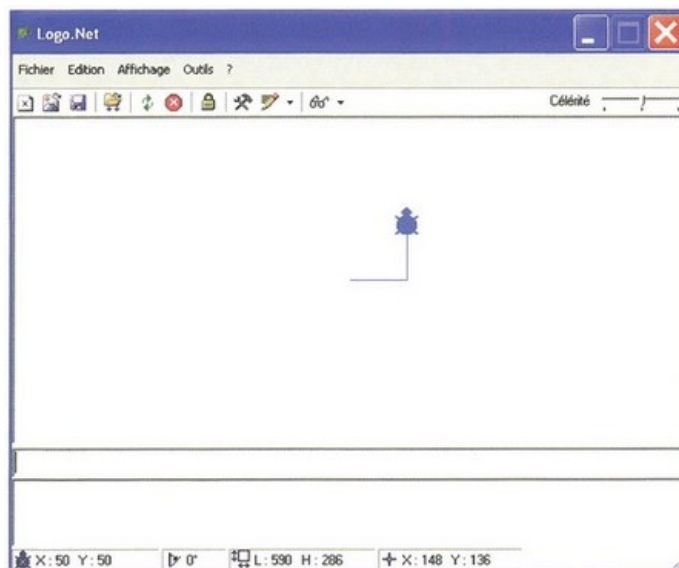 Logo.Net
Fichier Edition Affichage Outils ?
Célérité
X:50 Y:50 0° L:590 H:286 X:148 Y:136